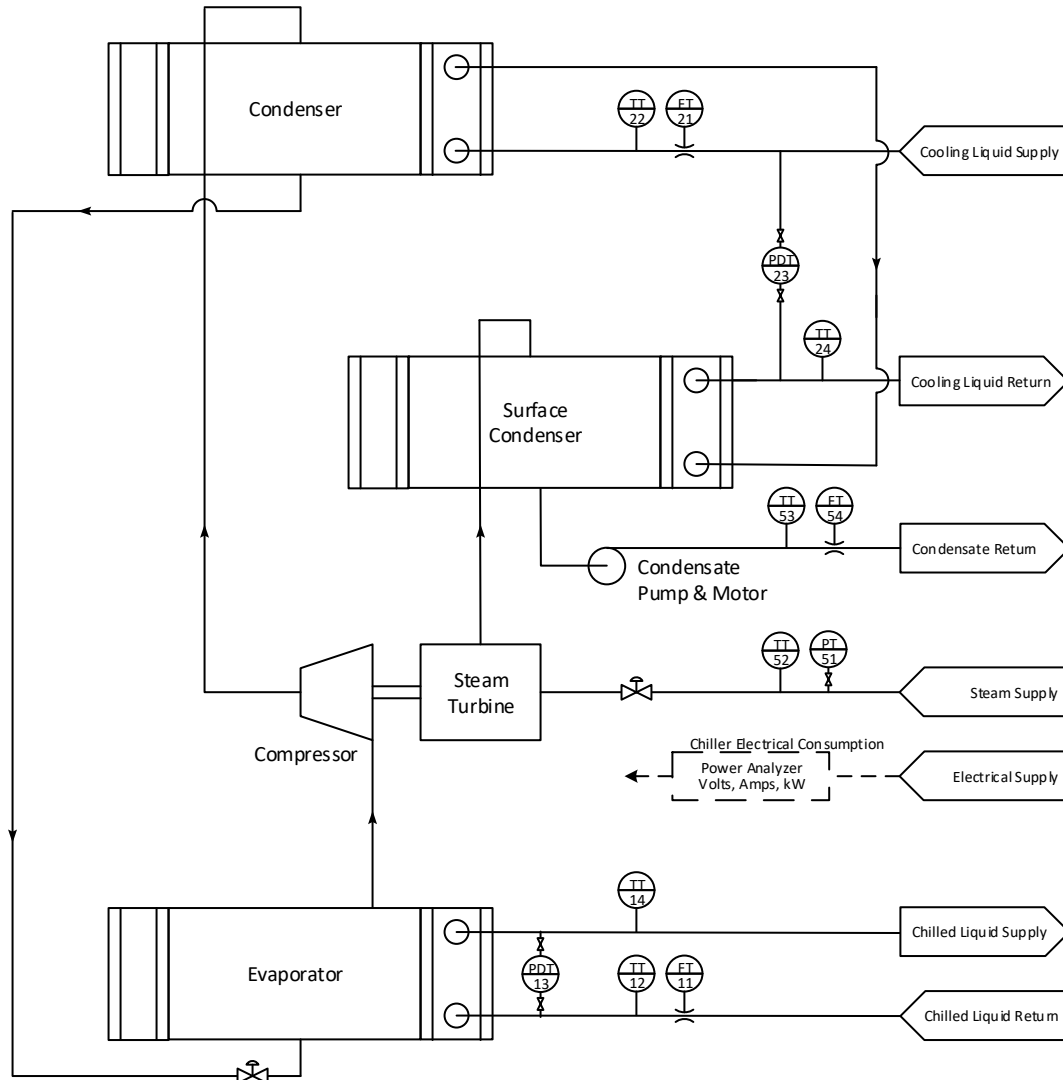 Condenser
TT
22
FT
21
Cooling Liquid Supply
PDT
23
TT
24
Cooling Liquid Return
Surface
Condenser
TT
53
FT
54
Condensate Return
Condensate
Pump & Motor
TT
52
PT
51
Steam
Turbine
Steam Supply
Compressor
Chiller Electrical Consumption
Power Analyzer
Volts, Amps, kW
Electrical Supply
TT
14
Chilled Liquid Supply
Evaporator
PDT
13
TT
12
FT
11
Chilled Liquid Return